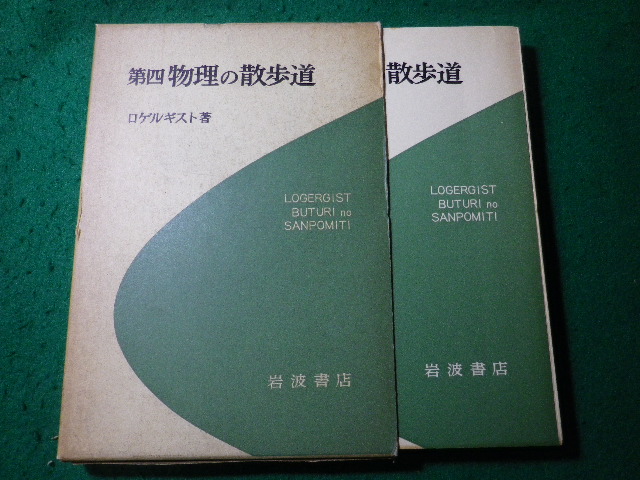 第四 物理の散歩道
ロゲルギスト著
LOGERGIST
BUTURI no
SANPOMITI
岩波書店
散歩道
LOGERGIST
BUTURI no
SANPOMITI
岩波書店